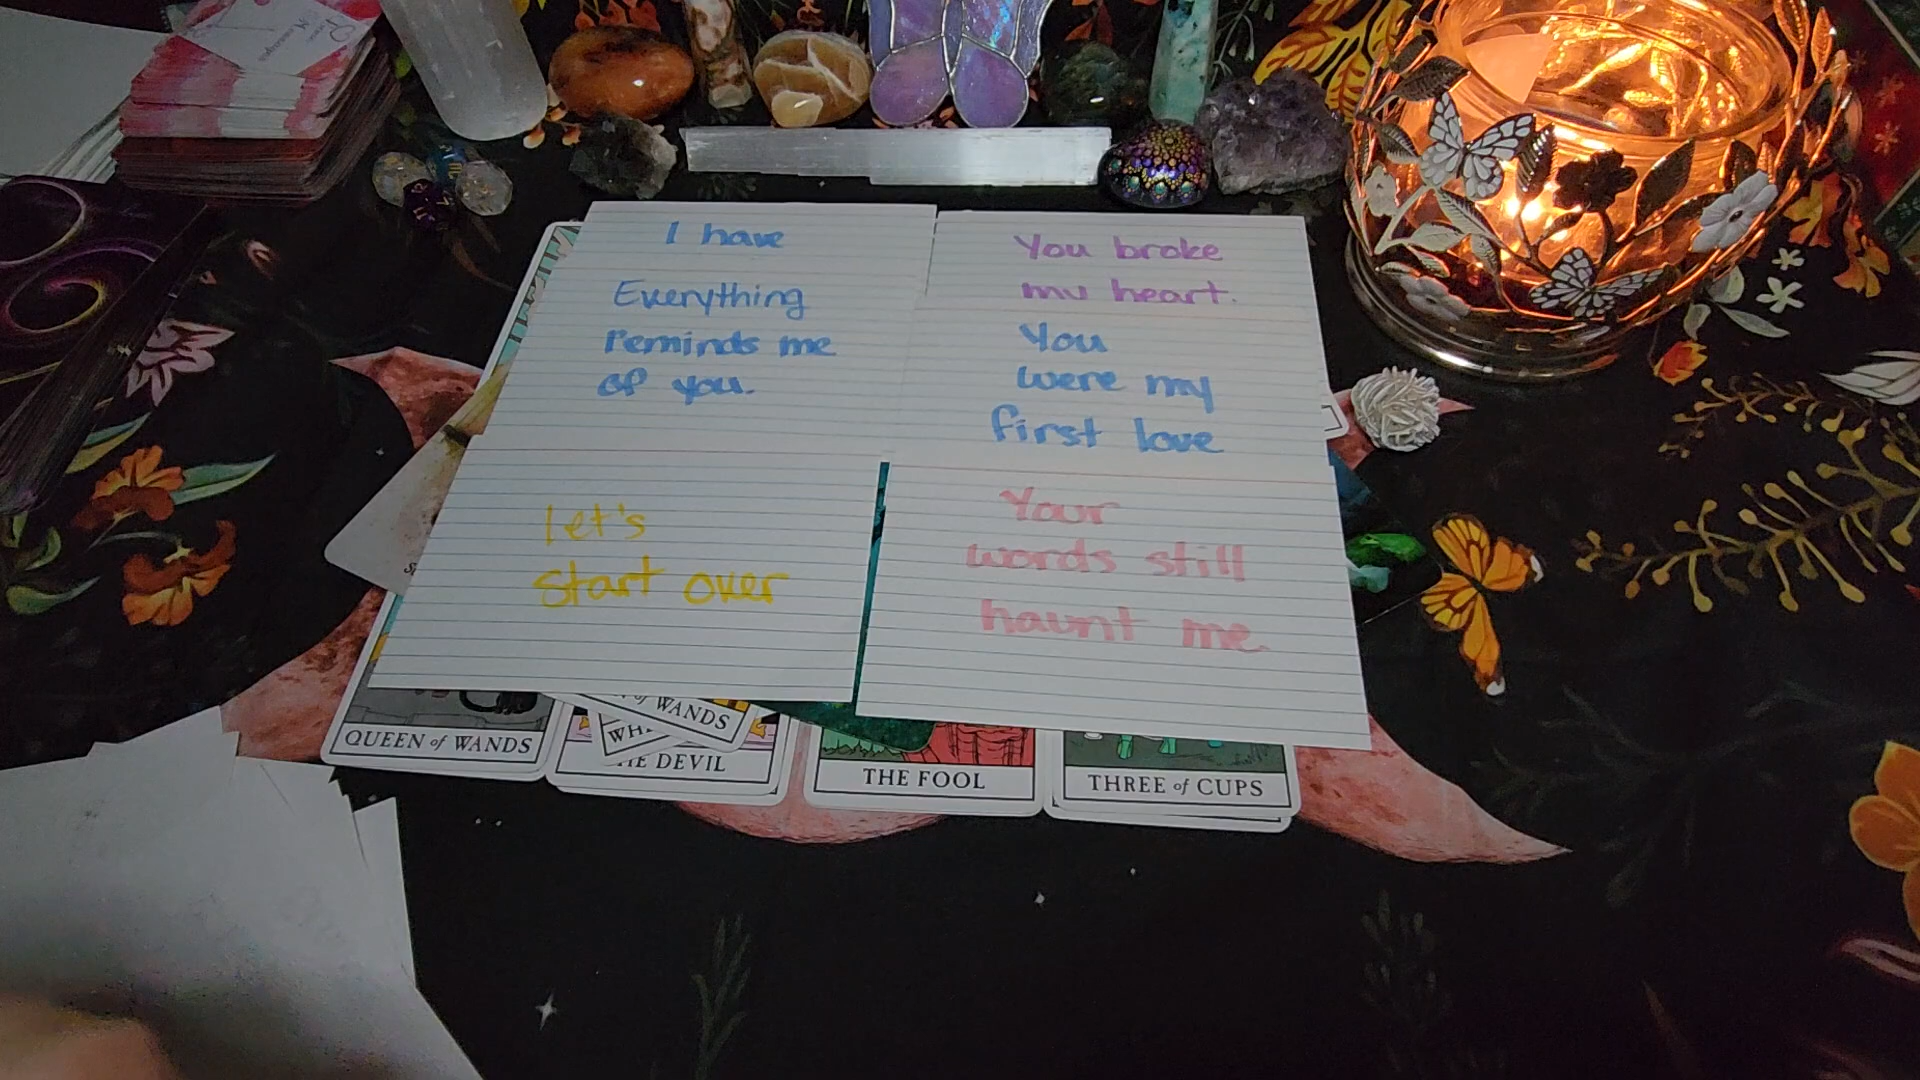 I have
Everything
reminds me
of you.
You broke
my heart.
You
were my
first love
Let's
start over
Your
words still
haunt me.
QUEEN of WANDS
of WANDS
DEVIL
THE FOOL
THREE of CUPS